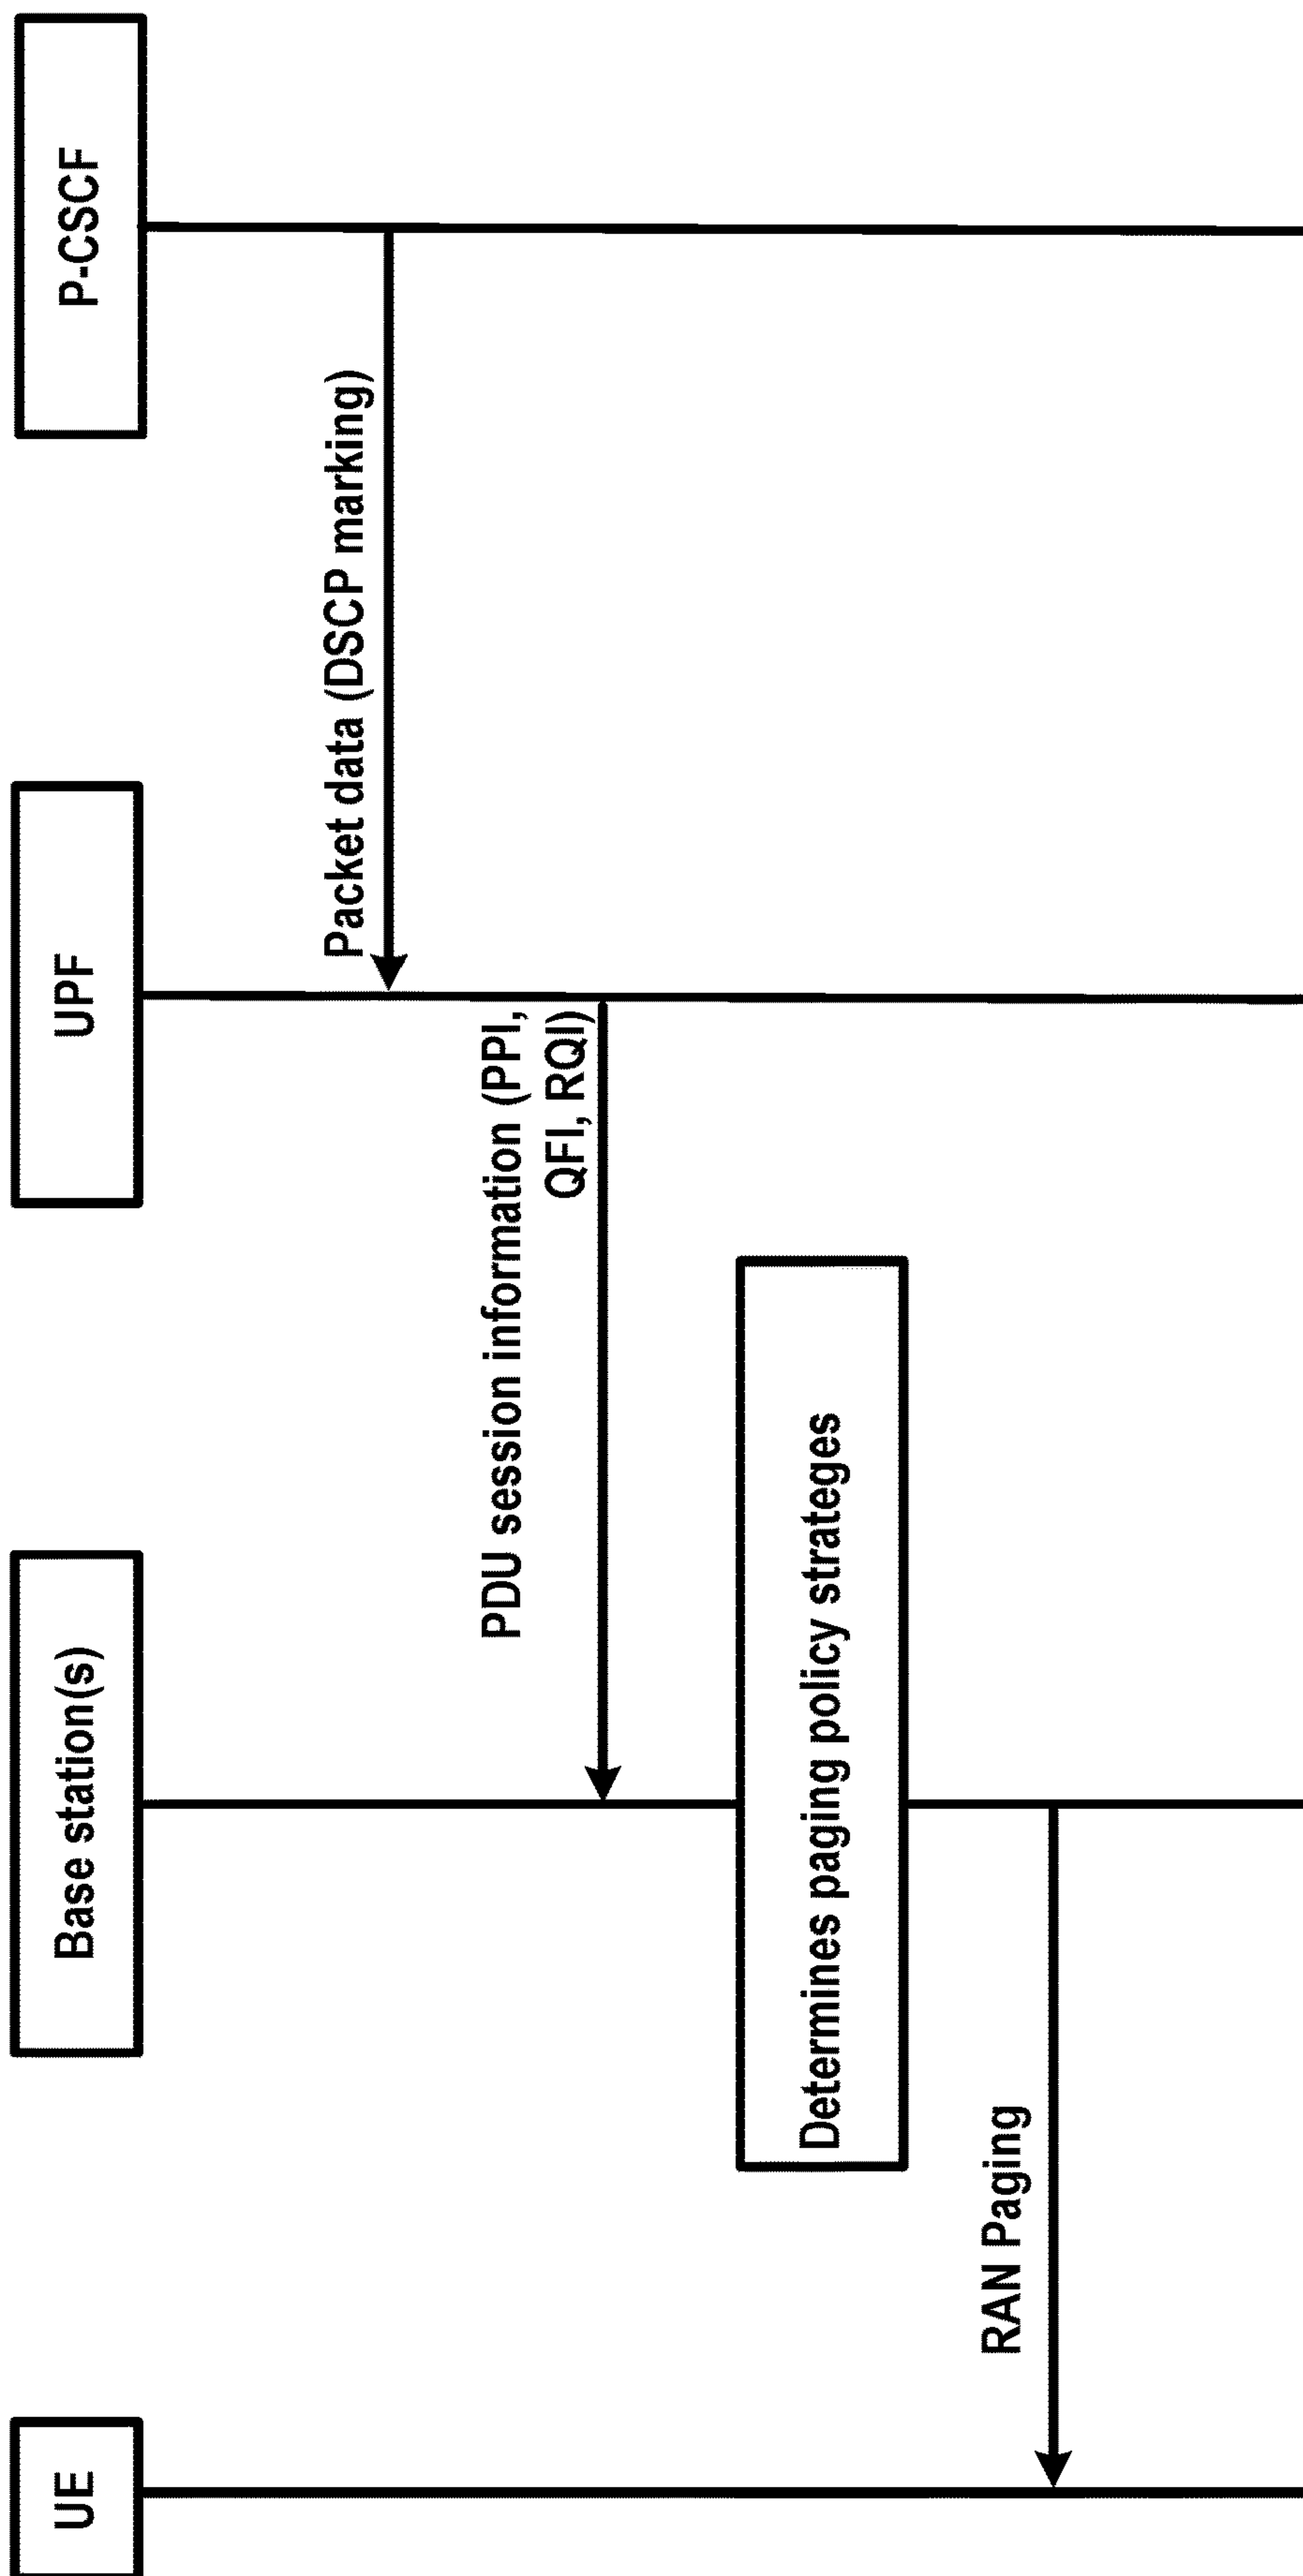 UE
Base station(s)
UPF
P-CSCF
Packet data (DSCP marking)
PDU session information (PPI,
QFI, RQI)
Determines paging policy strateges
RAN Paging